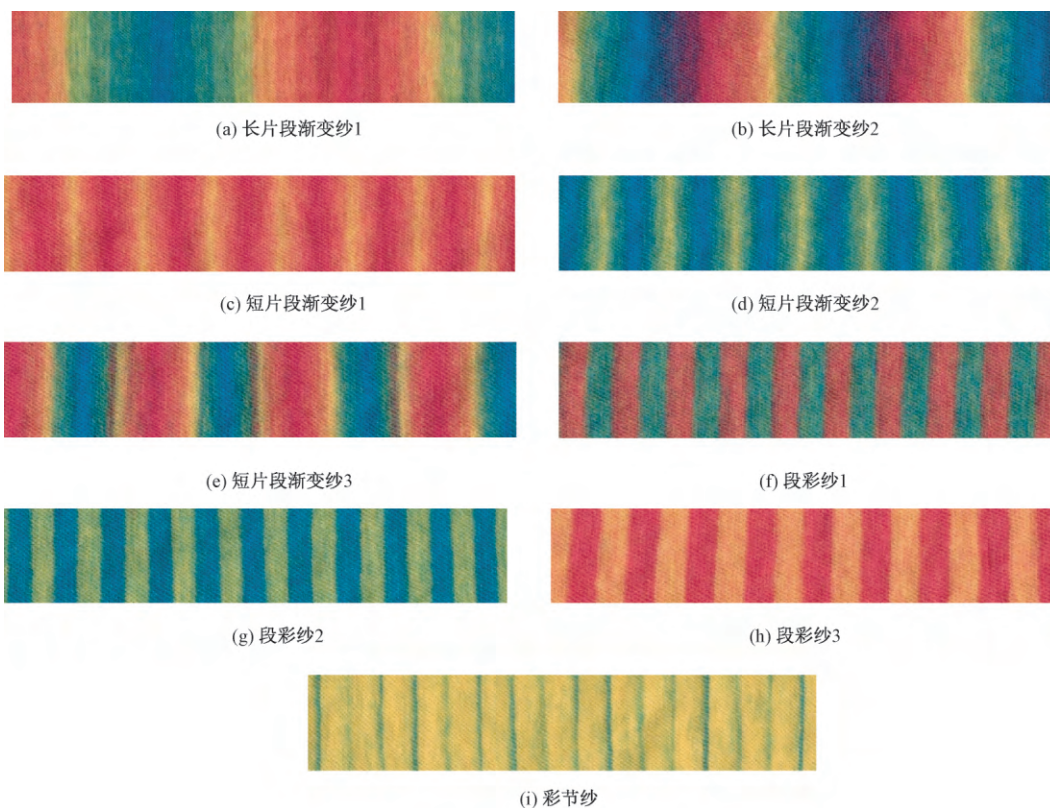 (a) 长片段渐变纱1
(b) 长片段渐变纱2
(c) 短片段渐变纱1
(d) 短片段渐变纱2
(e) 短片段渐变纱3
(f) 段彩纱1
(g) 段彩纱2
(h) 段彩纱3
(i) 彩节纱